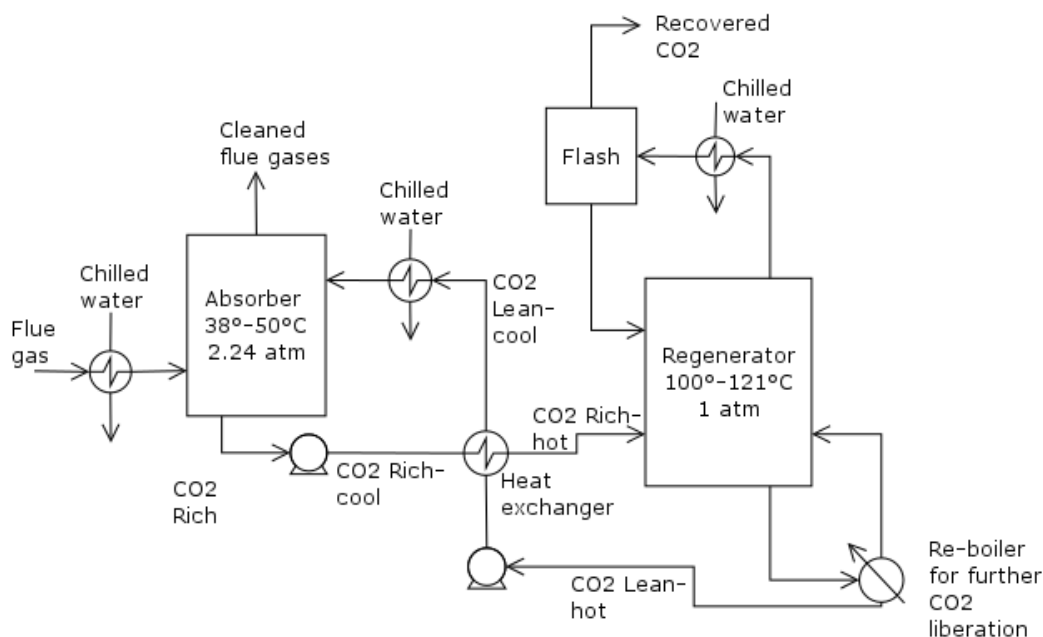 Recovered
CO2
Chilled
water
Flash
Cleaned
flue gases
Chilled
water
Chilled
water
CO2
Lean-
cool
Absorber
38°-50°C
2.24 atm
Flue
gas
Regenerator
100°-121°C
1 atm
CO2 Rich-
hot
CO2 Rich-
cool
CO2
Rich
Heat
exchanger
CO2 Lean-
hot
Re-boiler
for further
CO2
liberation